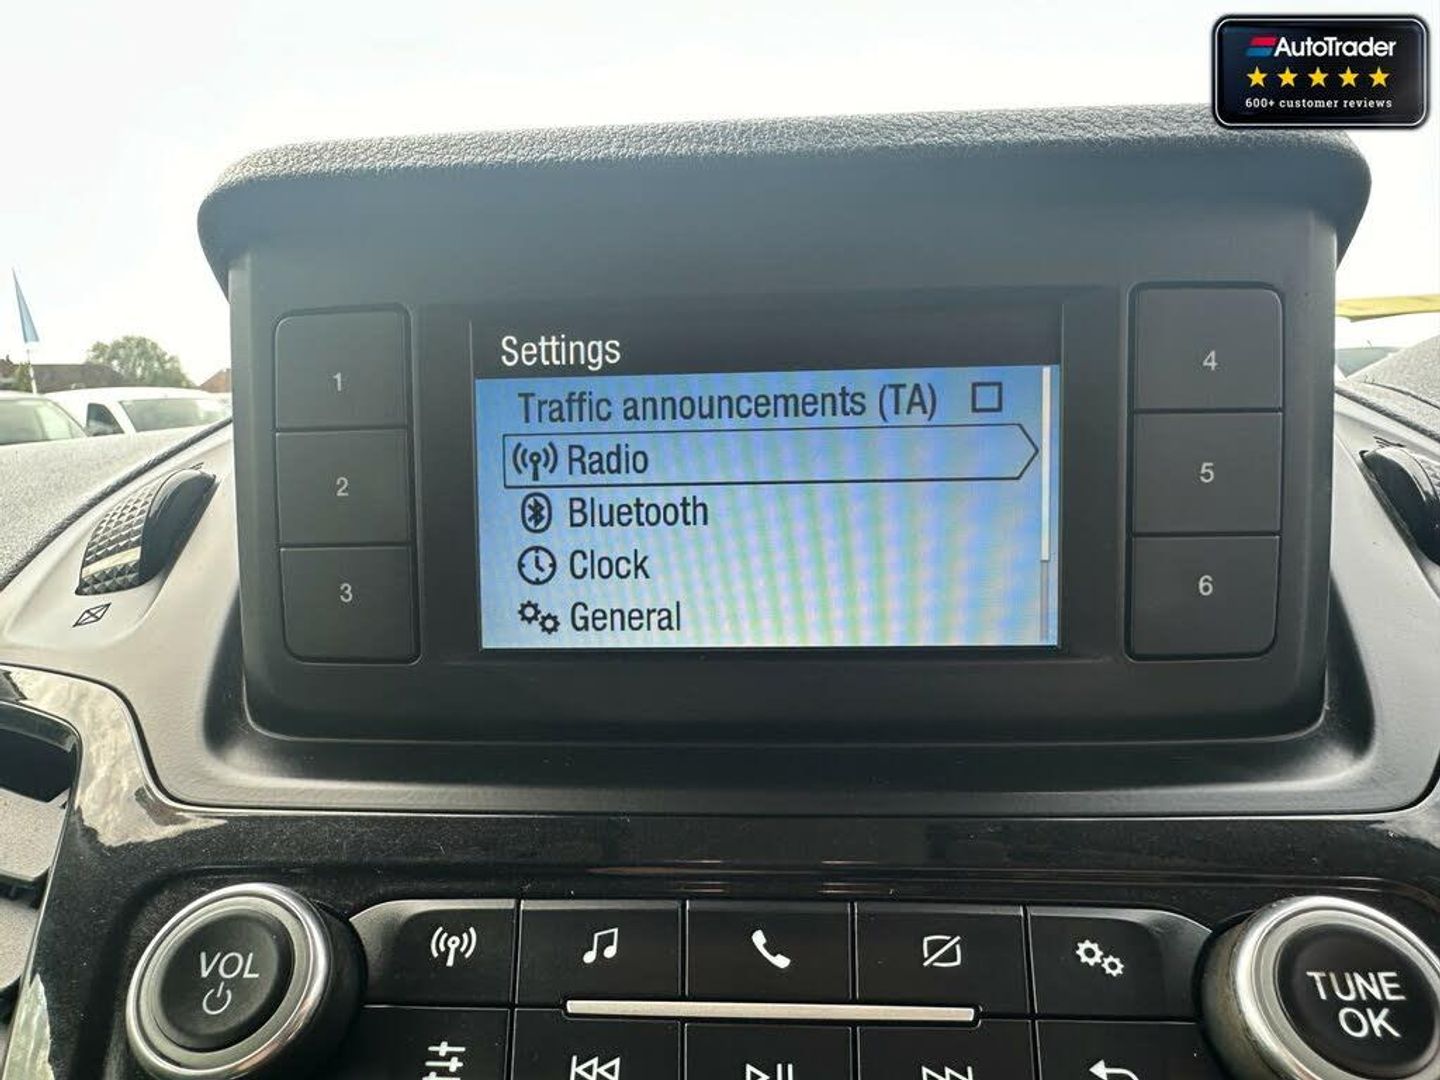 AutoTrader
600+ customer reviews
Settings
Traffic announcements (TA)
Radio
Bluetooth
Clock
General
1
2
3
4
5
6
VOL
TUNE
OK